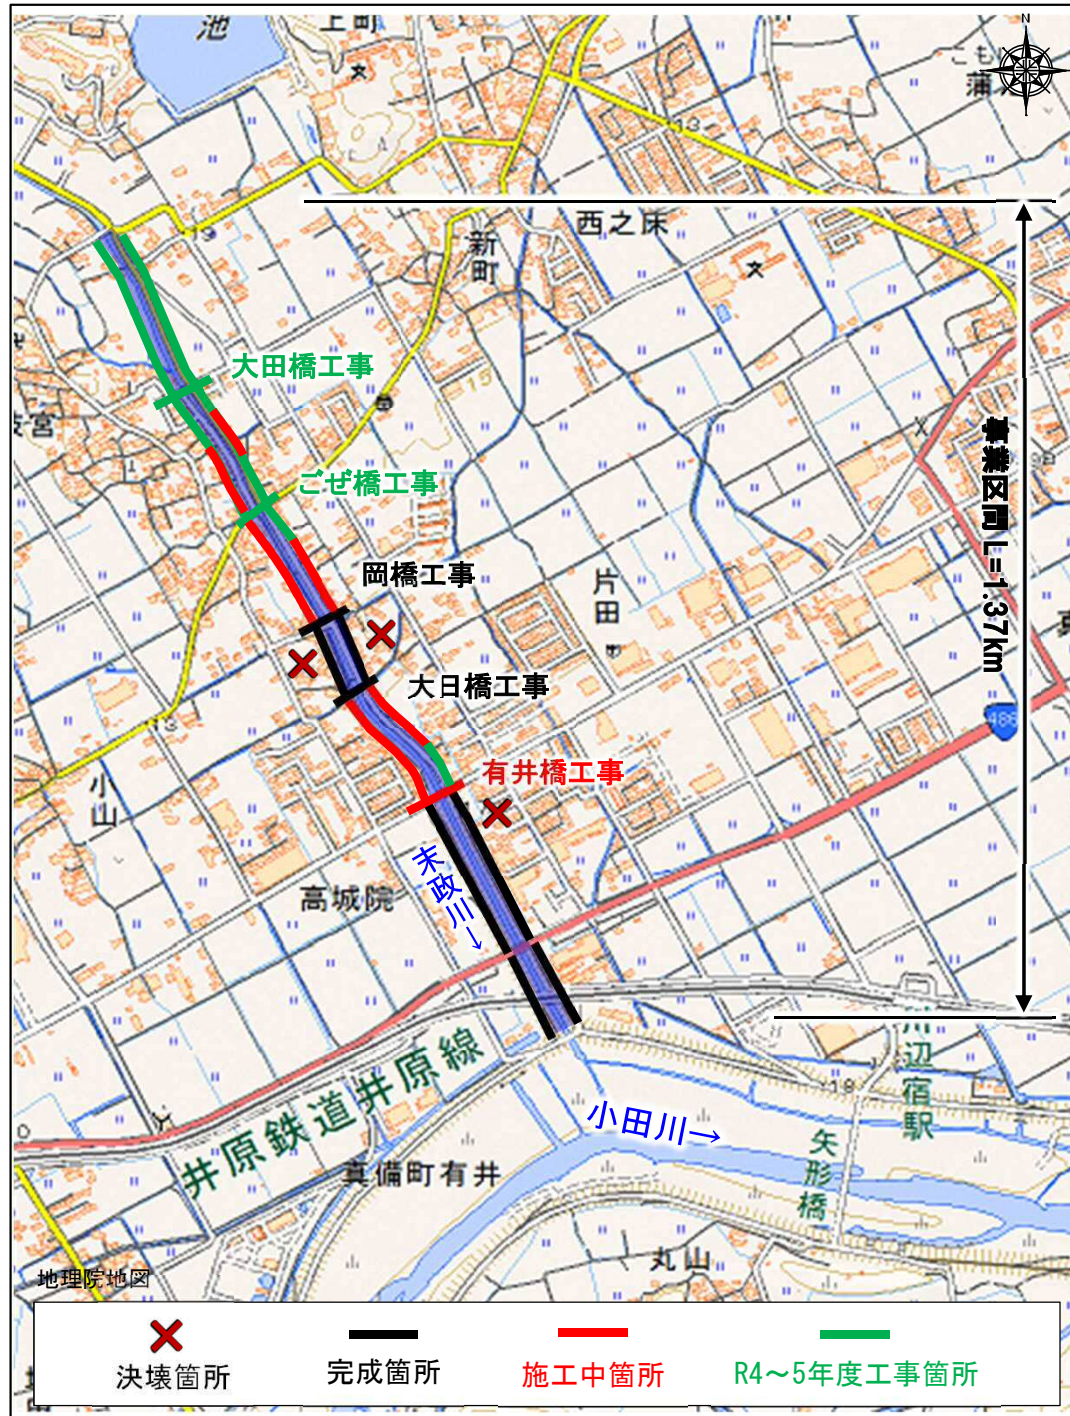 池
上町
N
西之床
新町
大田橋工事
ごぜ橋工事
岡橋工事
片田
事業区間 L=1.37km
大日橋工事
486
有井橋工事
小山
末政川→
高城院
井原鉄道井原線
川辺宿駅
小田川→
矢形橋
真備町有井
丸山
地理院地図
決壊箇所
完成箇所
施工中箇所
R4～5年度工事箇所